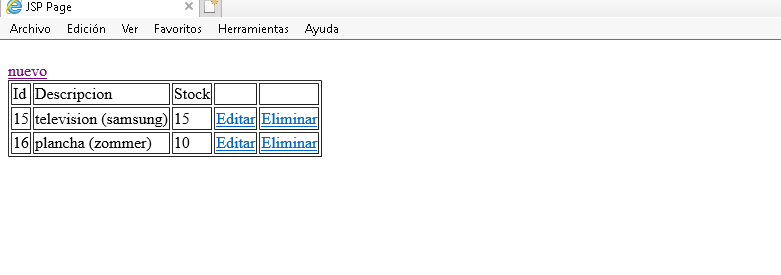 JSP Page
Archivo Edición Ver Favoritos Herramientas Ayuda
nuevo
Id Descripcion Stock
15 television (samsung) 15 Editar Eliminar
16 plancha (zommer) 10 Editar Eliminar